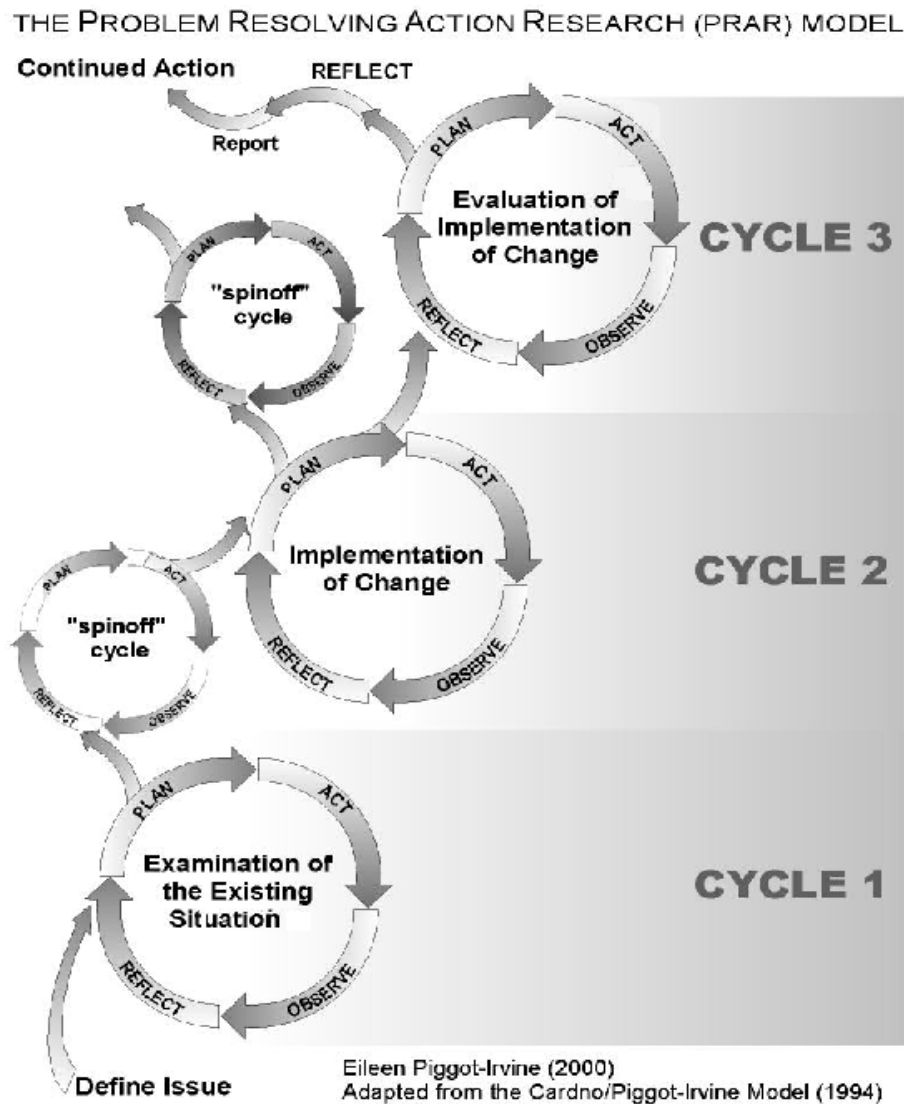 THE PROBLEM RESOLVING ACTION RESEARCH (PRAR) MODEL
Continued Action
REFLECT
Report
PLAN
ACT
OBSERVE
REFLECT
Evaluation of
Implementation
of Change
CYCLE 3
PLAN
ACT
OBSERVE
REFLECT
"spinoff"
cycle
PLAN
ACT
OBSERVE
REFLECT
Implementation
of Change
CYCLE 2
PLAN
ACT
OBSERVE
REFLECT
"spinoff"
cycle
PLAN
ACT
OBSERVE
REFLECT
Examination of
the Existing
Situation
CYCLE 1
Define Issue
Eileen Piggot-Irvine (2000)
Adapted from the Cardno/Piggot-Irvine Model (1994)